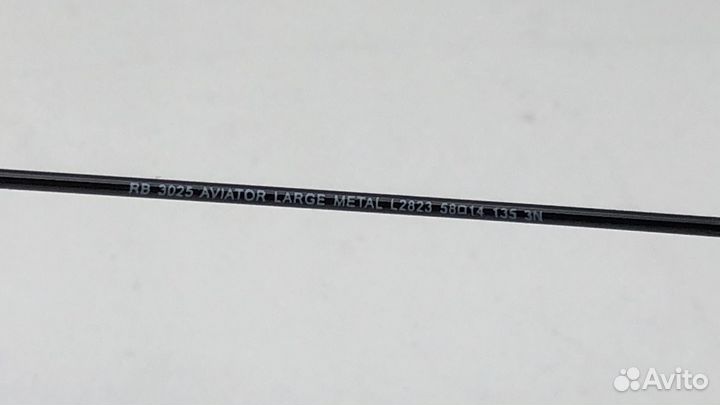 RB 3025 AVIATOR LARGE METAL L2823 58□14 135 3N
Avito